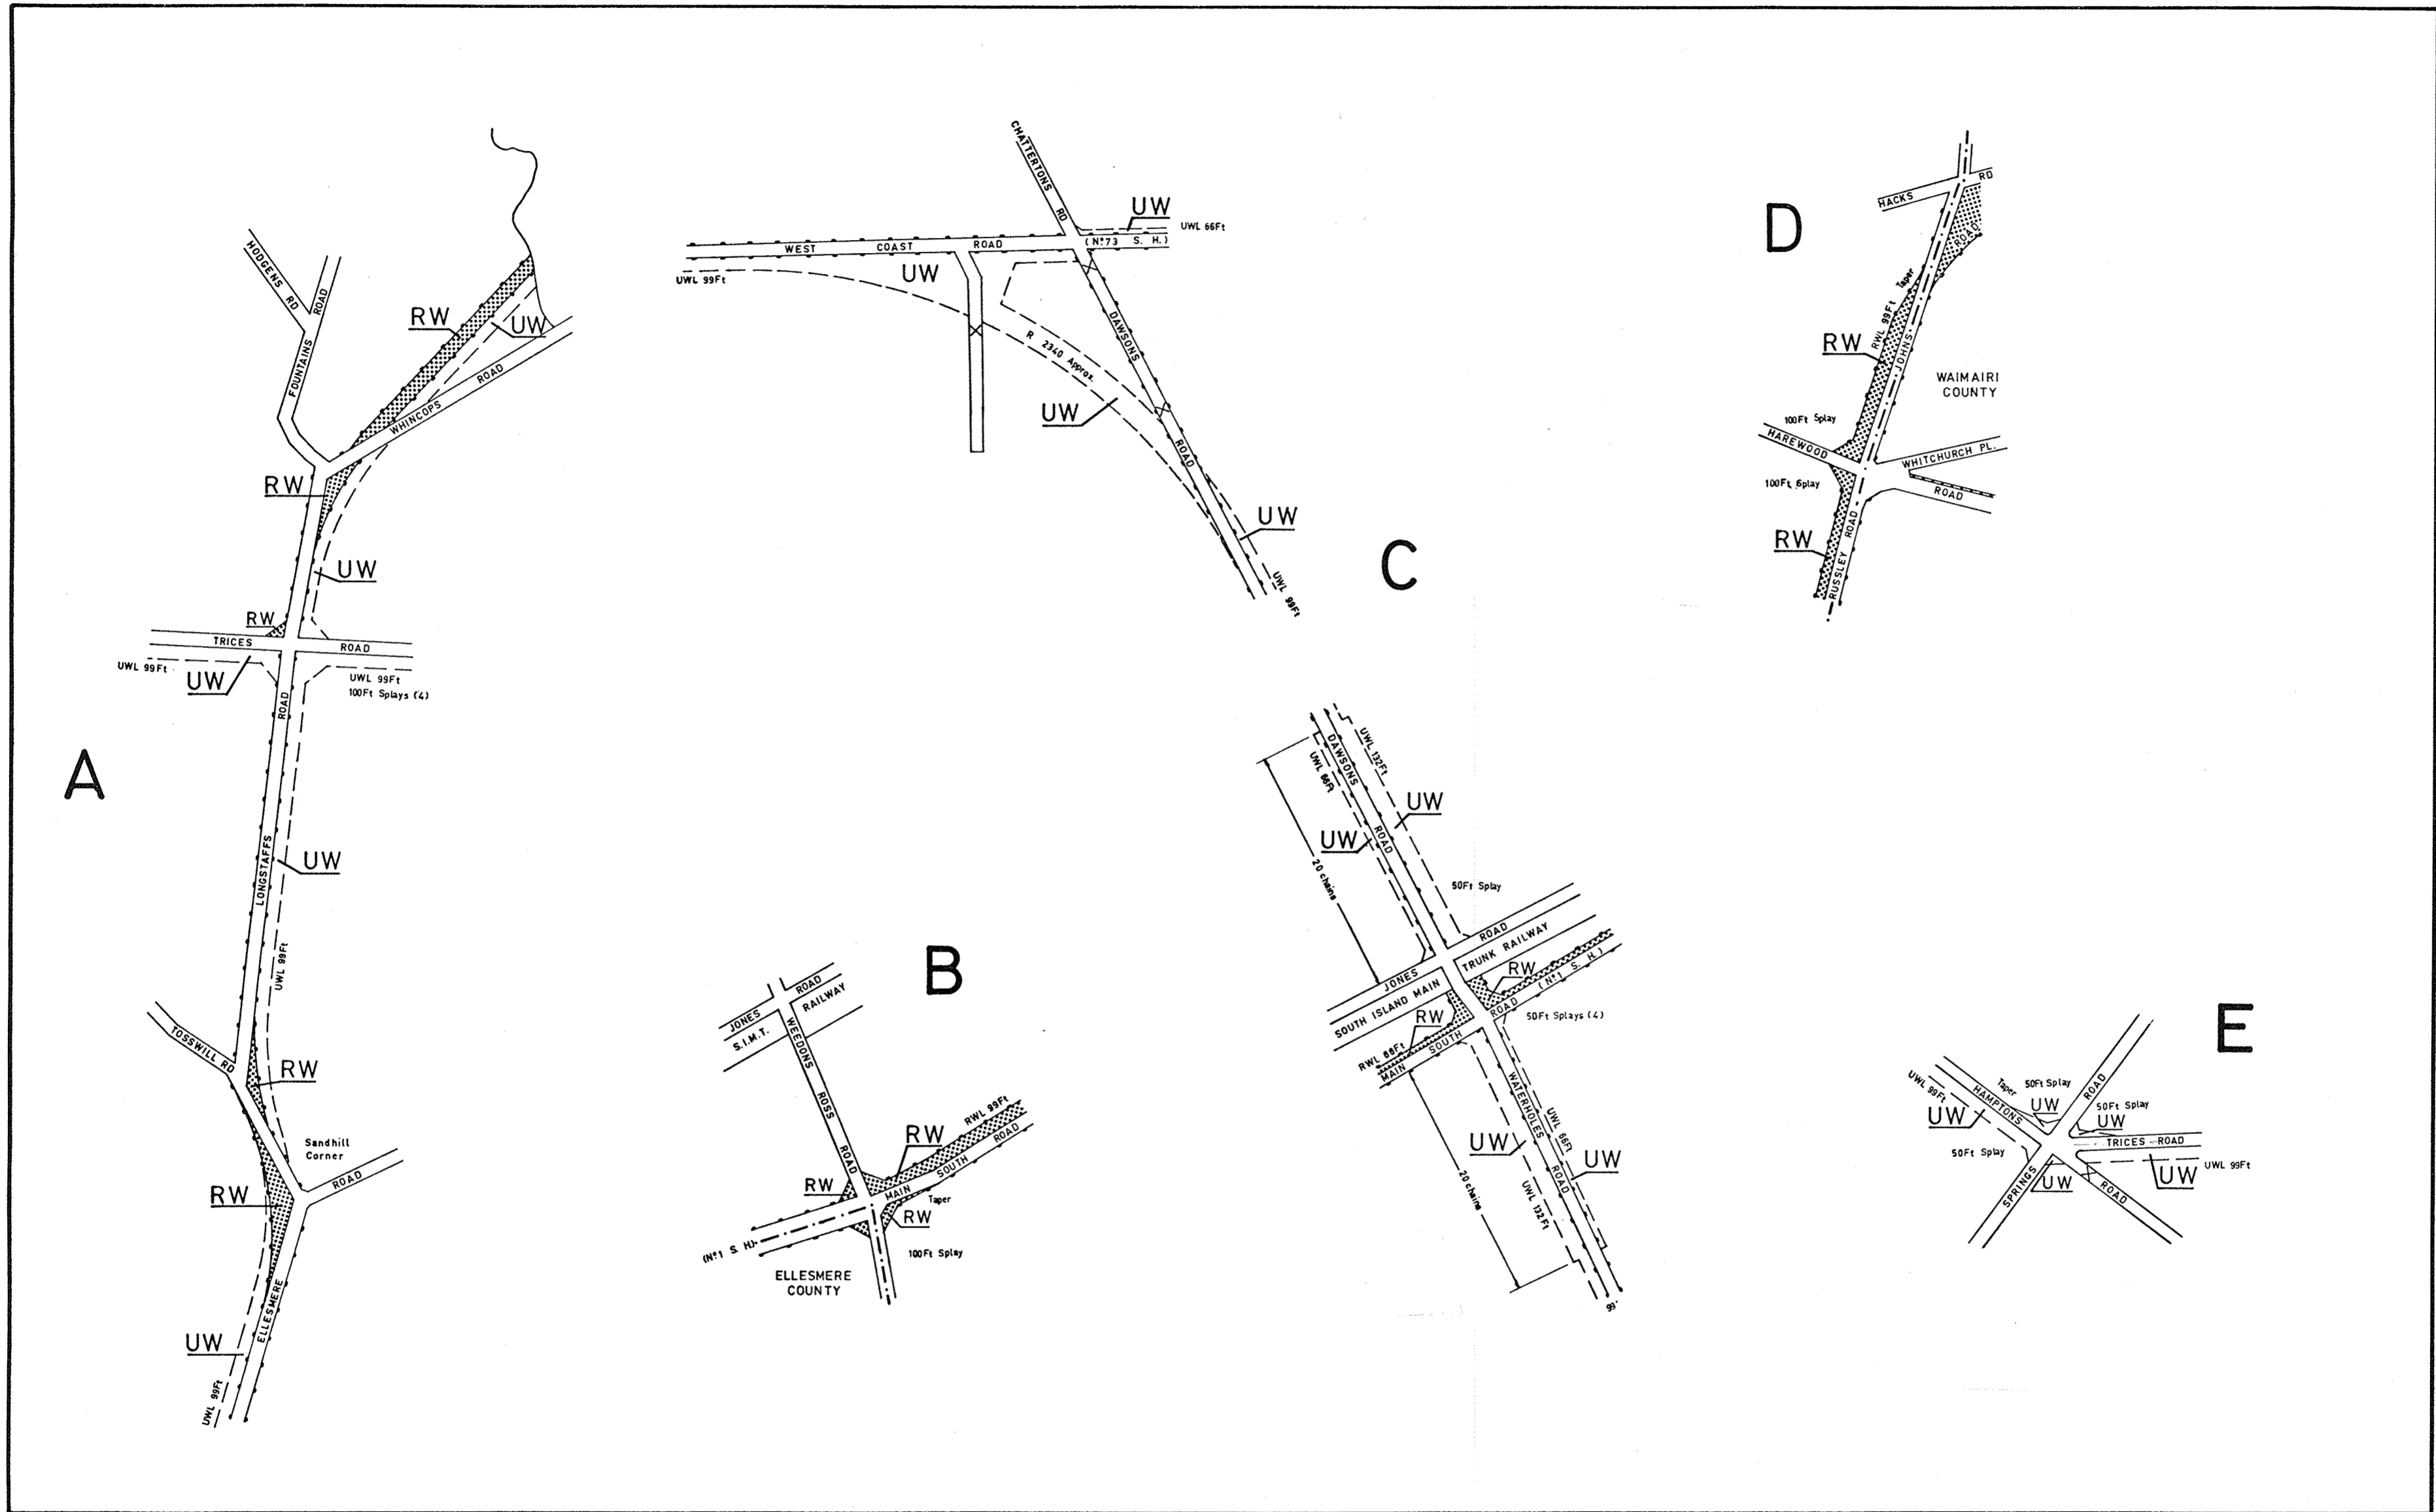 A
HODGENS RD
FOUNTAINS ROAD
RW
UW
WHINCOPS ROAD
RW
UW
RW
TRICES ROAD
UWL 99Ft
UW
UWL 99Ft
100Ft Splays (4)
LONGSTAFFS ROAD
UW
UWL 99Ft
TOSSWILL RD
RW
Sandhill
Corner
RW
ELLESMERE ROAD
UW
UWL 99Ft
B
JONES ROAD
S.I.M.T. RAILWAY
WEEDONS ROSS ROAD
RWL 99Ft
RW
RW
MAIN SOUTH ROAD
Taper
RW
(Nº1 S. H.)
100Ft Splay
ELLESMERE
COUNTY
C
CHATTERTONS RD
UW
UWL 66Ft
WEST COAST ROAD (Nº73 S. H.)
UW
UWL 99Ft
DAWSONS ROAD
R 2340 Approx.
UW
UW
UWL 99Ft
DAWSONS ROAD
UWL 132Ft
UWL 66Ft
UW
UW
20 chains
50Ft Splay
JONES ROAD
SOUTH ISLAND MAIN TRUNK RAILWAY
RW
RW
RWL 66Ft
MAIN SOUTH ROAD (Nº1 S. H.)
50Ft Splays (4)
WATERHOLES ROAD
UWL 66Ft
UW
UW
UWL 132Ft
20 chains
99'
D
HACKS RD
ROAD
Taper
RWL 99Ft
RW
JOHNS
WAIMAIRI
COUNTY
100Ft Splay
HAREWOOD ROAD
WHITCHURCH PL.
100Ft Splay
RW
RUSSLEY ROAD
E
UWL 99Ft
HAMPTONS ROAD
Taper
50Ft Splay
UW
UW
50Ft Splay
UW
TRICES ROAD
50Ft Splay
UW
UW
UWL 99Ft
SPRINGS ROAD